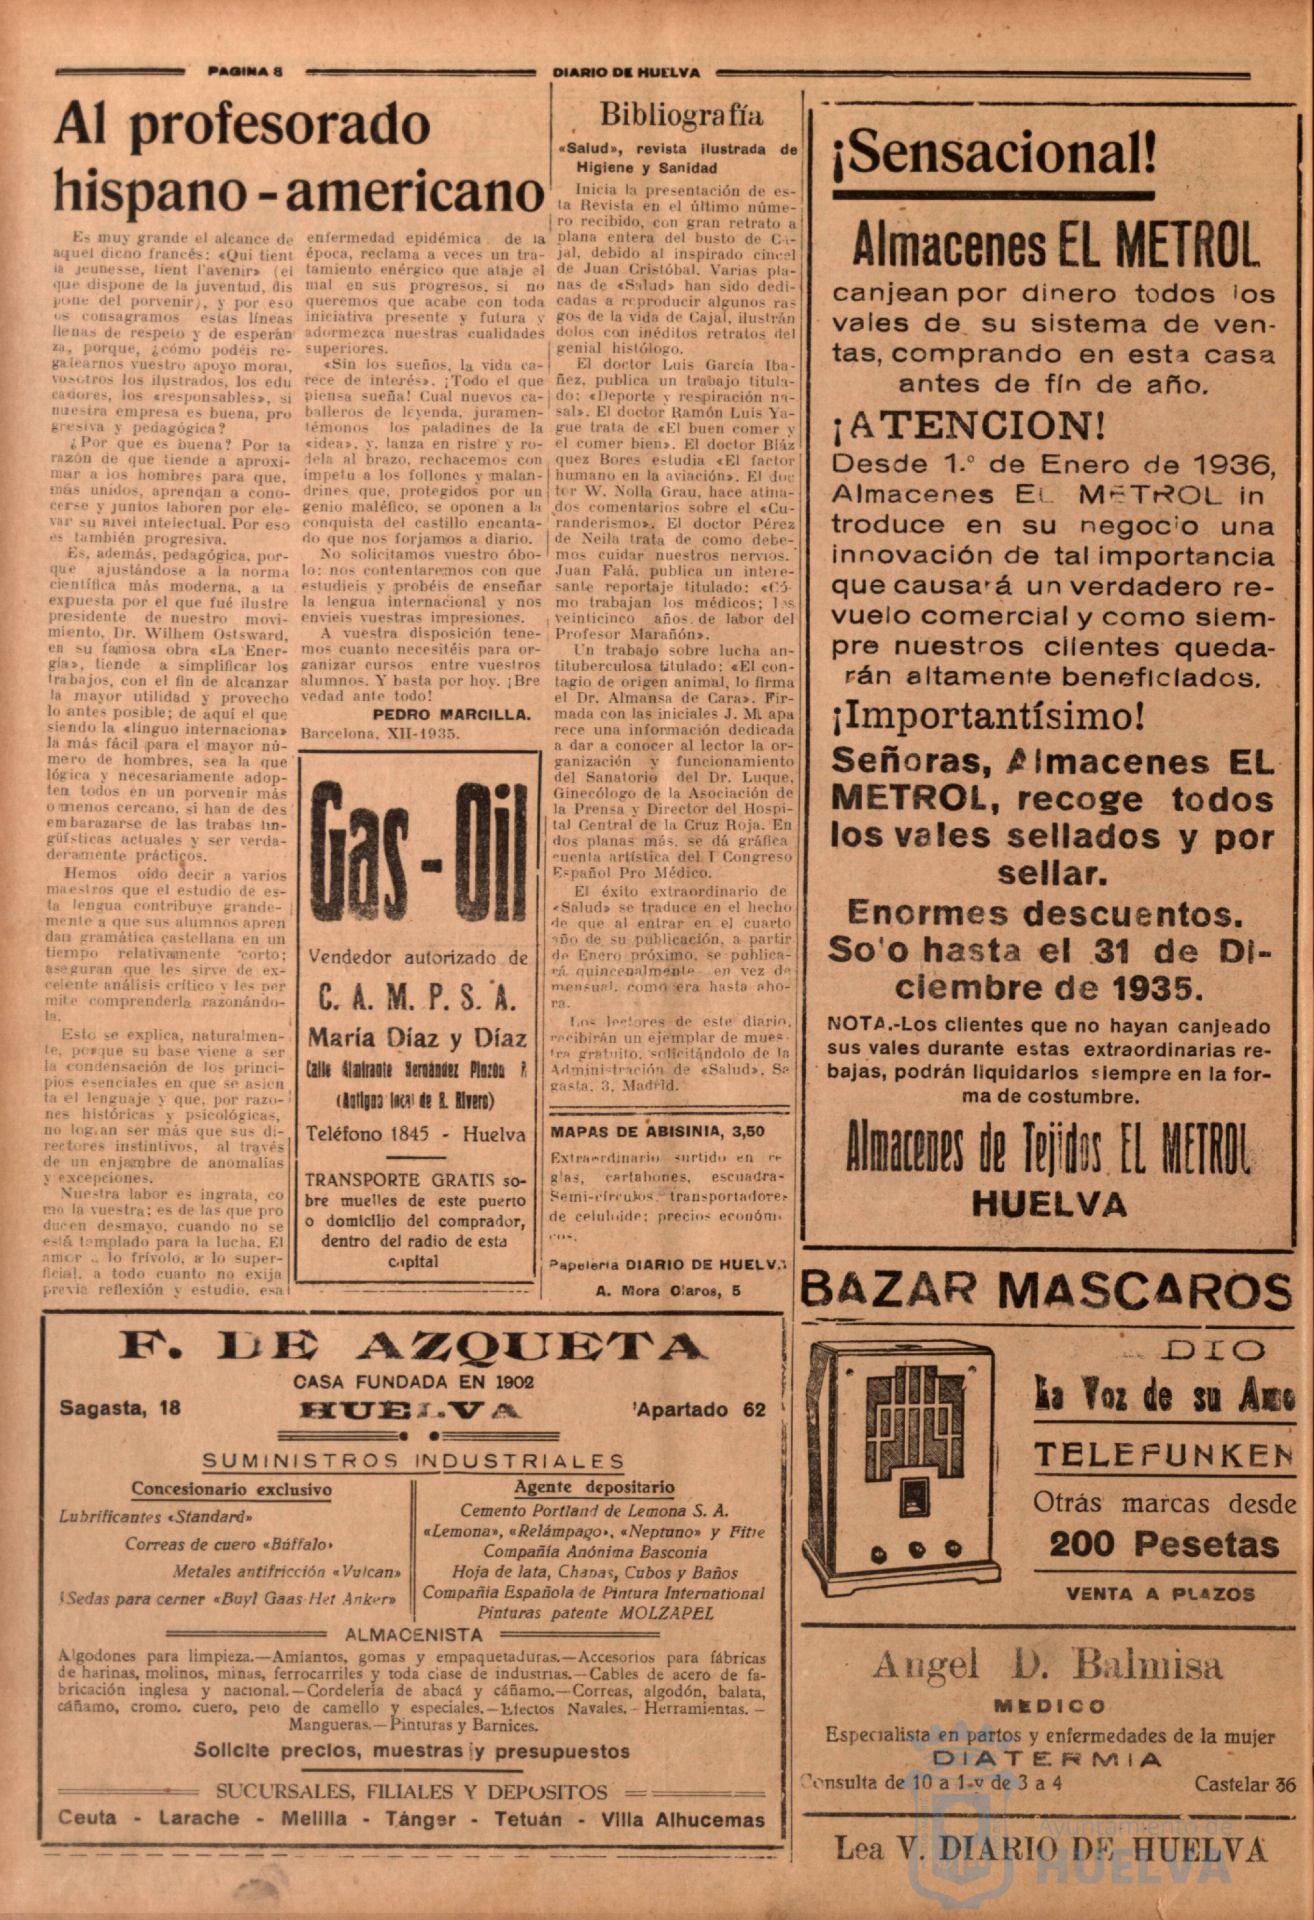 PAGINA 8
DIARIO DE HUELVA
Al profesorado
hispano - americano
Es muy grande el alcance de
aquel dicho francés: «Qui tient
la jeunesse, tient l'avenir» (el
que dispone de la juventud, dis
pone del porvenir), y por eso
os consagramos estas líneas
llenas de respeto y de esperan
za, porque, ¿cómo podéis re-
galearnos vuestro apoyo moral,
vosotros los ilustrados, los edu
cadores, los «responsables», si
nuestra empresa es buena, pro
gresiva y pedagógica?
¿Por qué es buena? Por la
razón de que tiende a aproxi-
mar a los hombres para que,
más unidos, aprendan a cono-
cerse y juntos laboren por ele-
var su nivel intelectual. Por eso
es también progresiva.
Es, además, pedagógica, por-
que ajustándose a la norma
científica más moderna, a la
expuesta por el que fué ilustre
presidente de nuestro movi-
miento, Dr. Wilhem Ostsward,
en su famosa obra «La Ener-
gía», tiende a simplificar los
trabajos, con el fin de alcanzar
la mayor utilidad y provecho
lo antes posible; de aquí el que
siendo la «linguo internaciona»
la más fácil para el mayor nú-
mero de hombres, sea la que
lógica y necesariamente adop-
ten todos en un porvenir más
o menos cercano, si han de des
embarazarse de las trabas lin-
güísticas actuales y ser verda-
deramente prácticos.
Hemos oído decir a varios
maestros que el estudio de es-
ta lengua contribuye grande-
mente a que sus alumnos apren
dan gramática castellana en un
tiempo relativamente corto;
aseguran que les sirve de ex-
celente análisis crítico y les per
mite comprenderla razonándo-
la.
Esto se explica, naturalmen-
te, porque su base viene a ser
la condensación de los princi-
pios esenciales en que se asien
ta el lenguaje y que, por razo-
nes históricas y psicológicas,
no logran ser más que sus di-
rectores instintivos, al través
de un enjambre de anomalías
y excepciones.
Nuestra labor es ingrata, co
mo la vuestra; es de las que pro
ducen desmayo, cuando no se
está templado para la lucha. El
amor .. lo frívolo, a lo super-
ficial, a todo cuanto no exija
previa reflexión y estudio, esa
enfermedad epidémica de la
época, reclama a veces un tra-
tamiento enérgico que ataje el
mal en sus progresos, si no
queremos que acabe con toda
iniciativa presente y futura y
adormezca nuestras cualidades
superiores.
«Sin los sueños, la vida ca-
rece de interés». ¡Todo el que
piensa sueña! Cual nuevos ca-
balleros de leyenda, juramen-
témonos los paladines de la
«idea», y, lanza en ristre y ro-
dela al brazo, rechacemos con
ímpetu a los follones y malan-
drines que, protegidos por un
genio maléfico, se oponen a la
conquista del castillo encanta-
do que nos forjamos a diario.
No solicitamos vuestro óbo-
lo; nos contentaremos con que
estudieis y probéis de enseñar
la lengua internacional y nos
envieis vuestras impresiones.
A vuestra disposición tene-
mos cuanto necesitéis para or-
ganizar cursos entre vuestros
alumnos. Y basta por hoy. ¡Bre
vedad ante todo!
PEDRO MARCILLA.
Barcelona, XII-1935.
Gas - Oil
Vendedor autorizado de
C. A. M. P. S. A.
María Díaz y Díaz
Calle Almirante Hernández Pinzón
(Antiguo local de R. Rivero)
Teléfono 1845 - Huelva
TRANSPORTE GRATIS so-
bre muelles de este puerto
o domicilio del comprador,
dentro del radio de esta
capital
Bibliografía
«Salud», revista ilustrada de
Higiene y Sanidad
Inicia la presentación de es-
ta Revista en el último núme-
ro recibido, con gran retrato a
plana entera del busto de Ca-
jal, debido al inspirado cincel
de Juan Cristóbal. Varias pla-
nas de «Salud» han sido dedi-
cadas a reproducir algunos ras
gos de la vida de Cajal, ilustrán
dolos con inéditos retratos del
genial histólogo.
El doctor Luis García Iba-
ñez, publica un trabajo titula-
do: «Deporte y respiración na-
sal». El doctor Ramón Luis Ya-
gue trata de «El buen comer y
el comer bien». El doctor Bláz
quez Bores estudia «El factor
humano en la aviación». El doc
tor W. Nolla Grau, hace atina-
dos comentarios sobre el «Cu-
randerismo». El doctor Pérez
de Neila trata de como debe-
mos cuidar nuestros nervios.
Juan Falá, publica un intere-
sante reportaje titulado: «Có-
mo trabajan los médicos; los
veinticinco años de labor del
Profesor Marañón».
Un trabajo sobre lucha an-
tituberculosa titulado: «El con-
tagio de origen animal, lo firma
el Dr. Almansa de Cara». Fir-
mada con las iniciales J. M. apa
rece una información dedicada
a dar a conocer al lector la or-
ganización y funcionamiento
del Sanatorio del Dr. Luque,
Ginecólogo de la Asociación de
la Prensa y Director del Hospi
tal Central de la Cruz Roja. En
dos planas más, se dá gráfica
cuenta artística del I Congreso
Español Pro Médico.
El éxito extraordinario de
«Salud» se traduce en el hecho
de que al entrar en el cuarto
año de su publicación, a partir
de Enero próximo, se publica-
rá quincenalmente en vez de
mensual, como era hasta aho-
ra.
Los lectores de este diario,
recibirán un ejemplar de mues
tra gratuito, solicitándolo de la
Administración de «Salud», Sa
gasta, 3, Madrid.
MAPAS DE ABISINIA, 3,50
Extraordinario surtido en re
glas, cartabones, escuadra-
Semi-círculos, transportadores
de celuloide; precios económ
cos.
Papelería DIARIO DE HUELVA
A. Mora Claros, 5
¡Sensacional!
Almacenes EL METROL
canjean por dinero todos los
vales de su sistema de ven-
tas, comprando en esta casa
antes de fín de año.
¡ATENCION!
Desde 1.º de Enero de 1936,
Almacenes EL METROL in
troduce en su negocio una
innovación de tal importancia
que causará un verdadero re-
vuelo comercial y como siem-
pre nuestros clientes queda-
rán altamente beneficiados.
¡Importantísimo!
Señoras, Almacenes EL
METROL, recoge todos
los vales sellados y por
sellar.
Enormes descuentos.
So'o hasta el 31 de Di-
ciembre de 1935.
NOTA.-Los clientes que no hayan canjeado
sus vales durante estas extraordinarias re-
bajas, podrán liquidarlos siempre en la for-
ma de costumbre.
Almacenes de Tejidos EL METROL
HUELVA
BAZAR MASCAROS
DIO
La Voz de su Amo
TELEFUNKEN
Otrás marcas desde
200 Pesetas
VENTA A PLAZOS
Angel D. Balmisa
MEDICO
Especialista en partos y enfermedades de la mujer
DIATERMIA
Consulta de 10 a 1-y de 3 a 4
Castelar 36
Lea V. DIARIO DE HUELVA
Ayuntamiento de
HUELVA
F. DE AZQUETA
CASA FUNDADA EN 1902
Sagasta, 18
HUELVA
Apartado 62
SUMINISTROS INDUSTRIALES
Concesionario exclusivo
Lubrificantes «Standard»
Correas de cuero «Búffalo»
Metales antifricción «Vulcan»
Sedas para cerner «Buyl Gaas Het Anker»
Agente depositario
Cemento Portland de Lemona S. A.
«Lemona», «Relámpago», «Neptuno» y Fitre
Compañia Anónima Basconia
Hoja de lata, Chapas, Cubos y Baños
Compañía Española de Pintura International
Pinturas patente MOLZAPEL
ALMACENISTA
Algodones para limpieza.—Amiantos, gomas y empaquetaduras.—Accesorios para fábricas
de harinas, molinos, minas, ferrocarriles y toda clase de industrias.—Cables de acero de fa-
bricación inglesa y nacional.—Cordelería de abacá y cáñamo.—Correas, algodón, balata,
cáñamo, cromo, cuero, pelo de camello y especiales.—Efectos Navales.- Herramientas. –
Mangueras.—Pinturas y Barnices.
Solicite precios, muestras y presupuestos
SUCURSALES, FILIALES Y DEPOSITOS
Ceuta - Larache - Melilla - Tánger - Tetuán - Villa Alhucemas